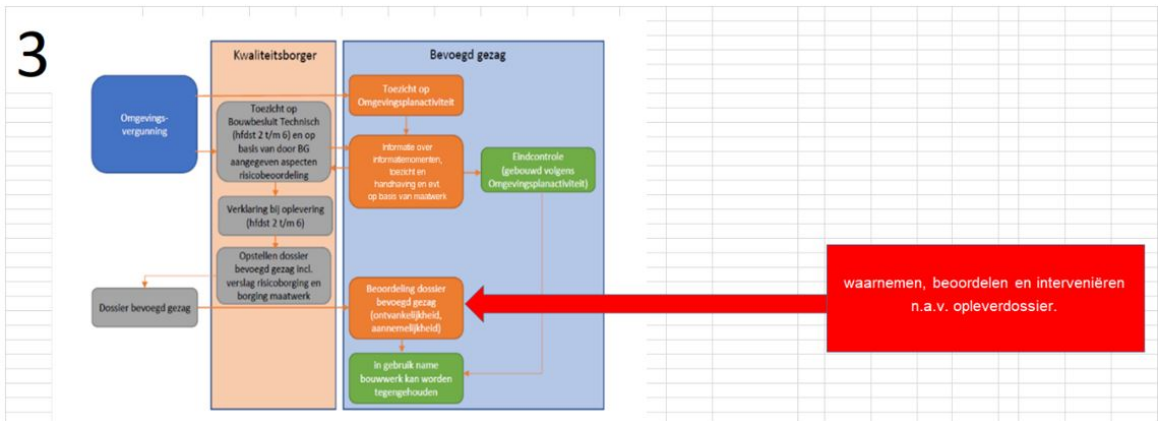 3
Kwaliteitsborger
Bevoegd gezag
Omgevings-
vergunning
Toezicht op
Bouwbesluit Technisch
(hfdst 2 t/m 6) en op
basis van door BG
aangegeven aspecten
risicobeoordeling
Toezicht op
Omgevingsplanactiviteit
Informatie over
informatiemomenten,
toezicht en
handhaving en evt.
op basis van maatwerk
Eindcontrole
(gebouwd volgens
Omgevingsplanactiviteit)
Verklaring bij oplevering
(hfdst 2 t/m 6)
Opstellen dossier
bevoegd gezag incl.
verslag risicoborging en
borging maatwerk
Dossier bevoegd gezag
Beoordeling dossier
bevoegd gezag
(ontvankelijkheid,
aannemelijkheid)
In gebruik name
bouwwerk kan worden
tegengehouden
waarnemen, beoordelen en interveniëren
n.a.v. opleverdossier.